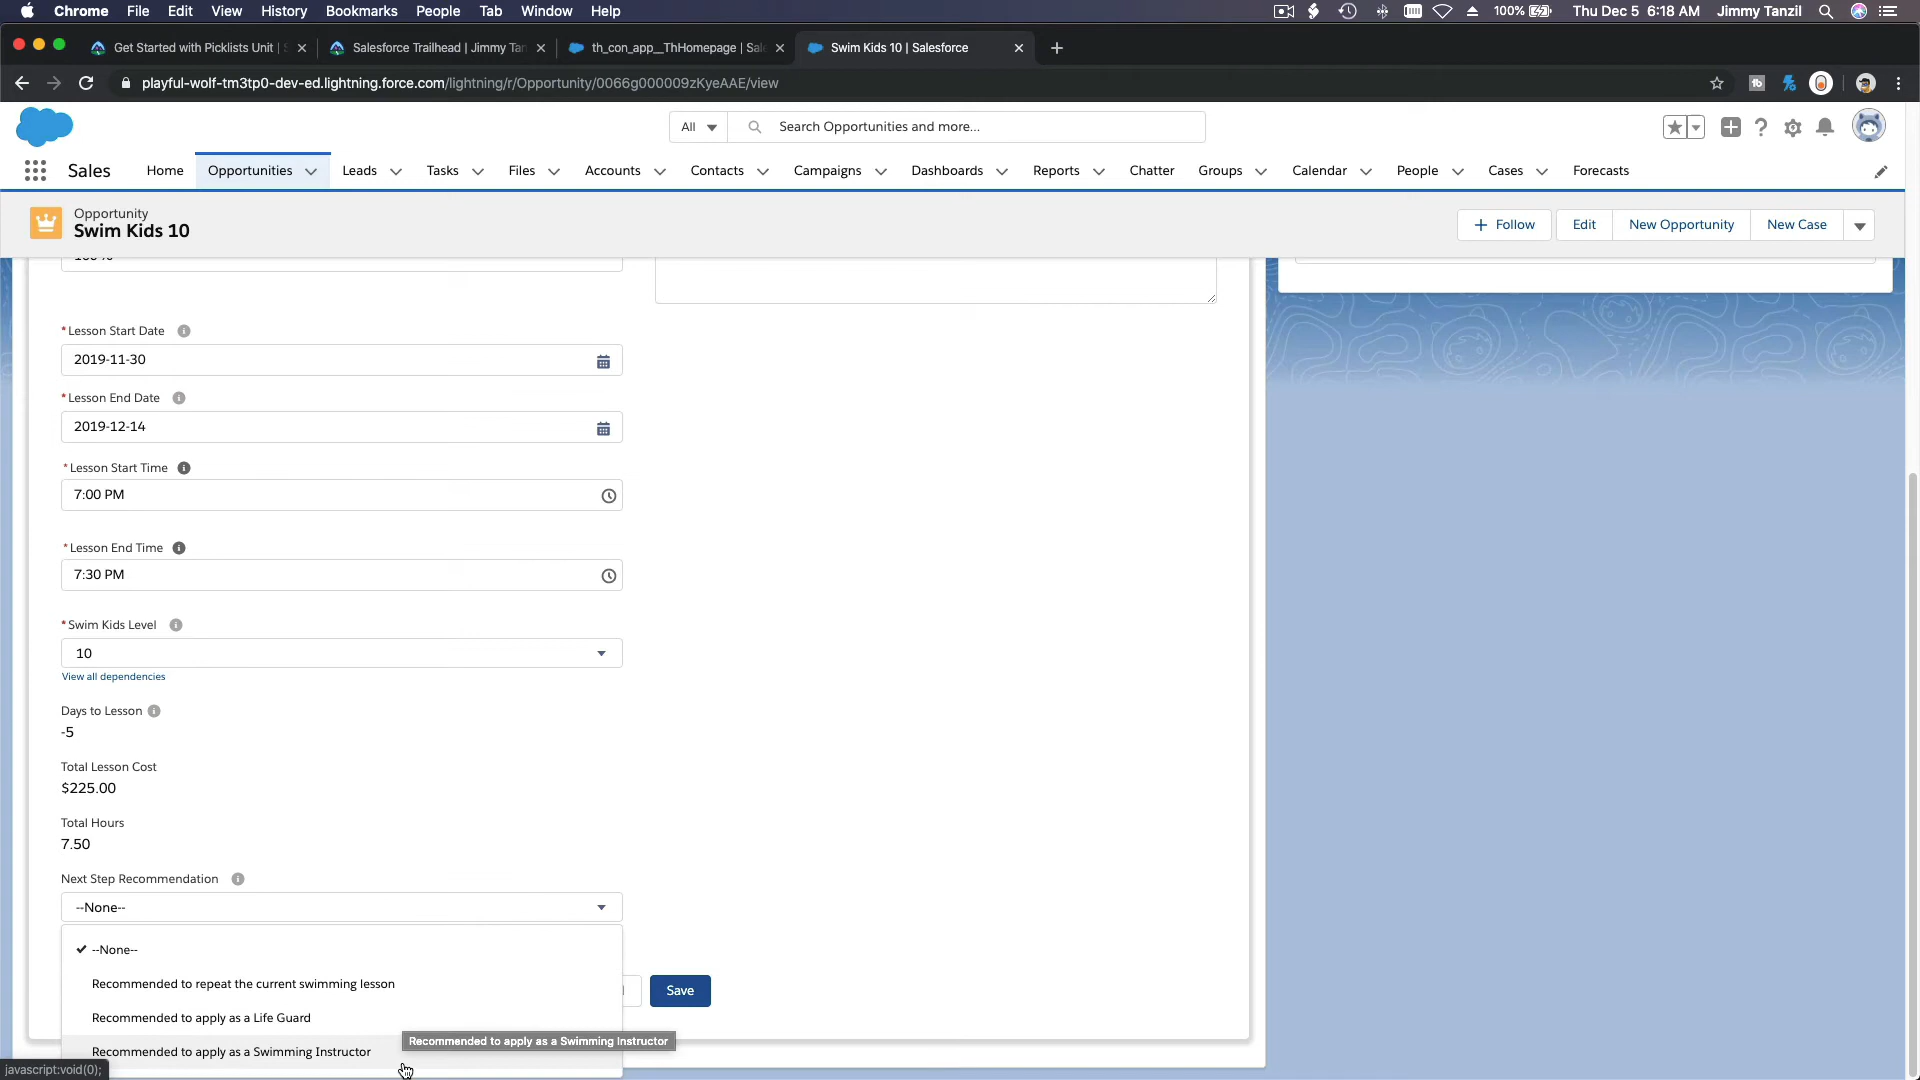 Chrome File Edit View History Bookmarks People Tab Window Help 100% Thu Dec 5 6:18 AM Jimmy Tanzil
Get Started with Picklists Unit | S Salesforce Trailhead | Jimmy Tan th_con_app__ThHomepage | Sale Swim Kids 10 | Salesforce
playful-wolf-tm3tp0-dev-ed.lightning.force.com/lightning/r/Opportunity/0066g000009zKyeAAE/view
All Search Opportunities and more...
Sales Home Opportunities Leads Tasks Files Accounts Contacts Campaigns Dashboards Reports Chatter Groups Calendar People Cases Forecasts
Opportunity
Swim Kids 10
+ Follow Edit New Opportunity New Case
* Lesson Start Date
2019-11-30
* Lesson End Date
2019-12-14
* Lesson Start Time
7:00 PM
* Lesson End Time
7:30 PM
* Swim Kids Level
10
View all dependencies
Days to Lesson
-5
Total Lesson Cost
$225.00
Total Hours
7.50
Next Step Recommendation
--None--
✓ --None--
Recommended to repeat the current swimming lesson
Save
Recommended to apply as a Life Guard
Recommended to apply as a Swimming Instructor
Recommended to apply as a Swimming Instructor
javascript:void(0);